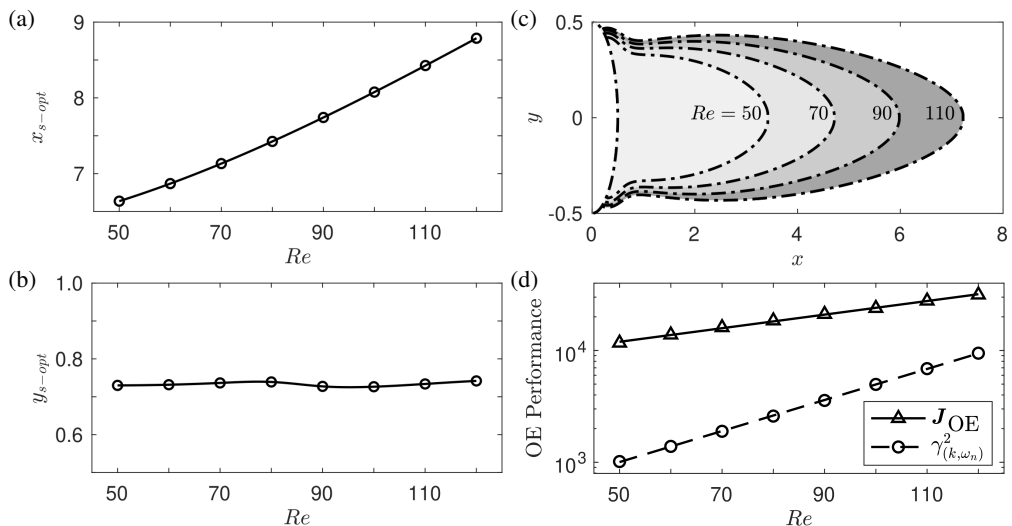 (a)
9
8
7
x_{s-opt}
50 70 90 110
Re
(c)
0.5
0
-0.5
y
Re = 50 70 90 110
0 2 4 6 8
x
(b)
1.0
0.8
0.6
y_{s-opt}
50 70 90 110
Re
(d)
10^4
10^3
OE Performance
J_{OE}
γ^2_{(k,ω_n)}
50 70 90 110
Re